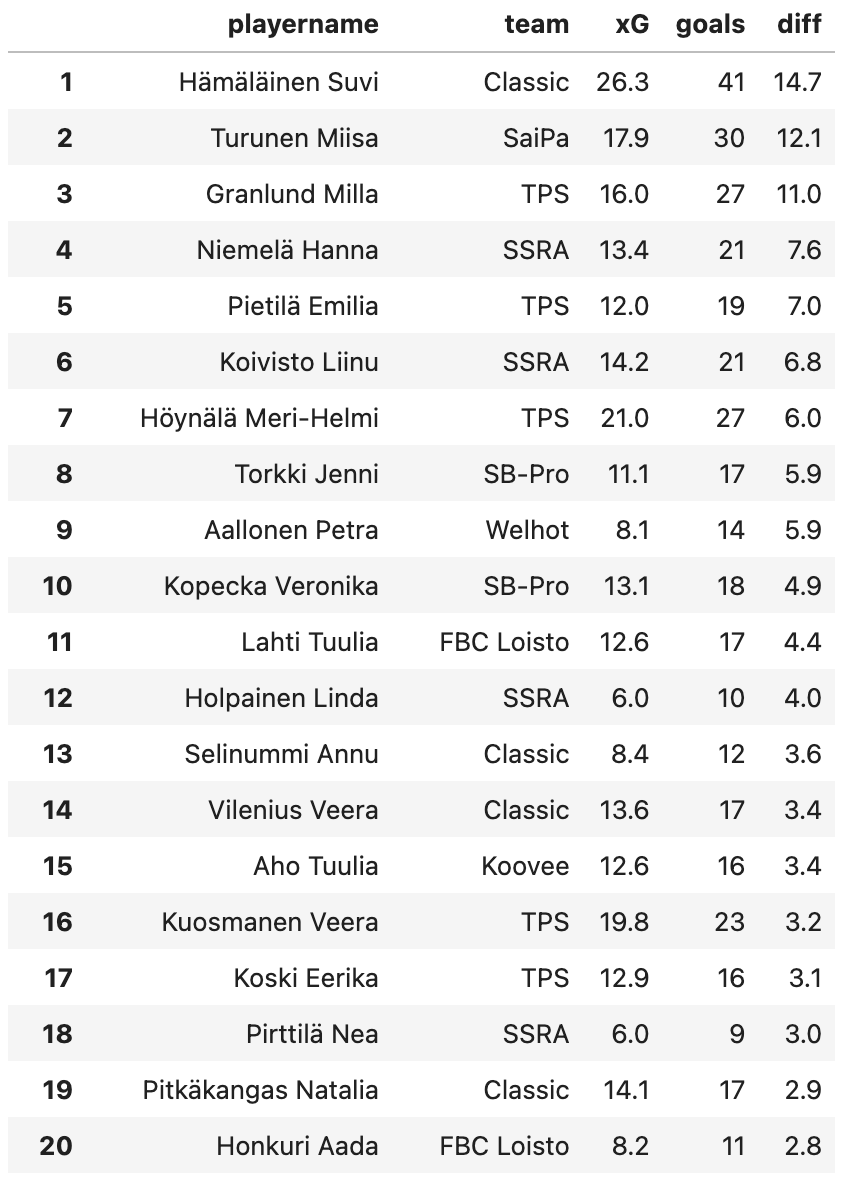 playername team xG goals diff
1 Hämäläinen Suvi Classic 26.3 41 14.7
2 Turunen Miisa SaiPa 17.9 30 12.1
3 Granlund Milla TPS 16.0 27 11.0
4 Niemelä Hanna SSRA 13.4 21 7.6
5 Pietilä Emilia TPS 12.0 19 7.0
6 Koivisto Liinu SSRA 14.2 21 6.8
7 Höynälä Meri-Helmi TPS 21.0 27 6.0
8 Torkki Jenni SB-Pro 11.1 17 5.9
9 Aallonen Petra Welhot 8.1 14 5.9
10 Kopecka Veronika SB-Pro 13.1 18 4.9
11 Lahti Tuulia FBC Loisto 12.6 17 4.4
12 Holpainen Linda SSRA 6.0 10 4.0
13 Selinummi Annu Classic 8.4 12 3.6
14 Vilenius Veera Classic 13.6 17 3.4
15 Aho Tuulia Koovee 12.6 16 3.4
16 Kuosmanen Veera TPS 19.8 23 3.2
17 Koski Eerika TPS 12.9 16 3.1
18 Pirttilä Nea SSRA 6.0 9 3.0
19 Pitkäkangas Natalia Classic 14.1 17 2.9
20 Honkuri Aada FBC Loisto 8.2 11 2.8